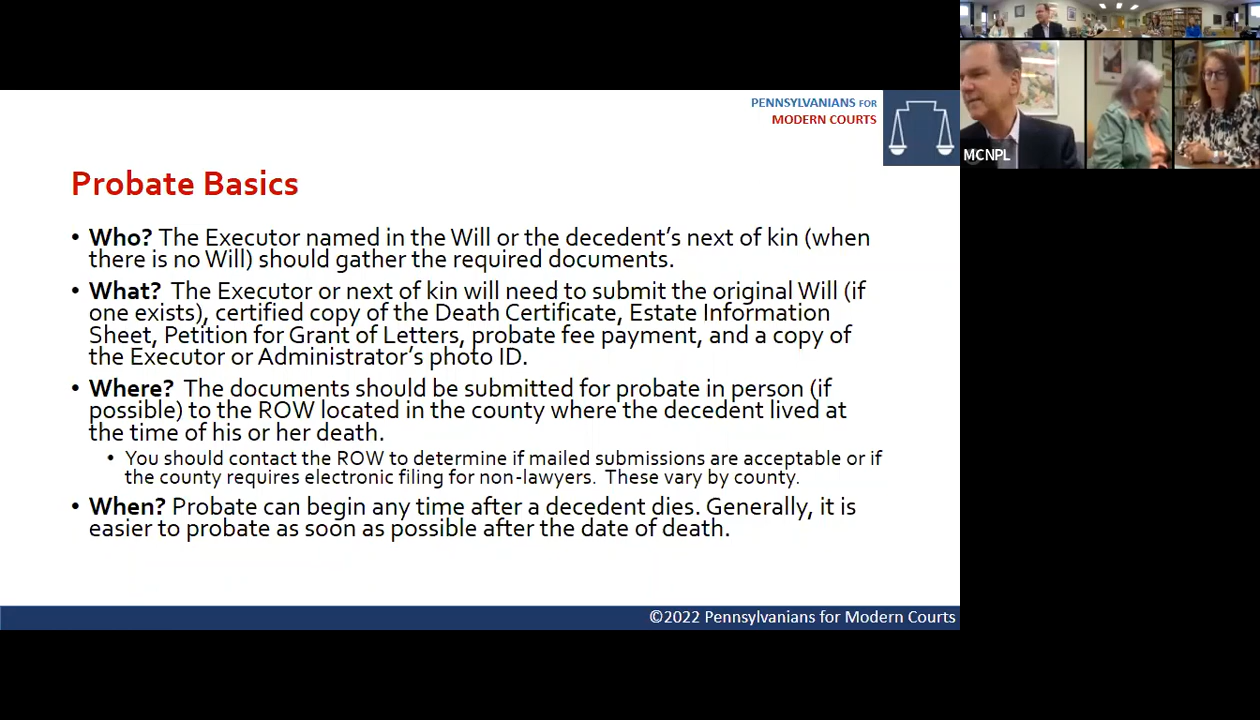 PENNSYLVANIANS FOR
MODERN COURTS
MCNPL
Probate Basics
• Who? The Executor named in the Will or the decedent's next of kin (when
there is no Will) should gather the required documents.
• What? The Executor or next of kin will need to submit the original Will (if
one exists), certified copy of the Death Certificate, Estate Information
Sheet, Petition for Grant of Letters, probate fee payment, and a copy of
the Executor or Administrator's photo ID.
• Where? The documents should be submitted for probate in person (if
possible) to the ROW located in the county where the decedent lived at
the time of his or her death.
• You should contact the ROW to determine if mailed submissions are acceptable or if
the county requires electronic filing for non-lawyers. These vary by county.
• When? Probate can begin any time after a decedent dies. Generally, it is
easier to probate as soon as possible after the date of death.
©2022 Pennsylvanians for Modern Courts